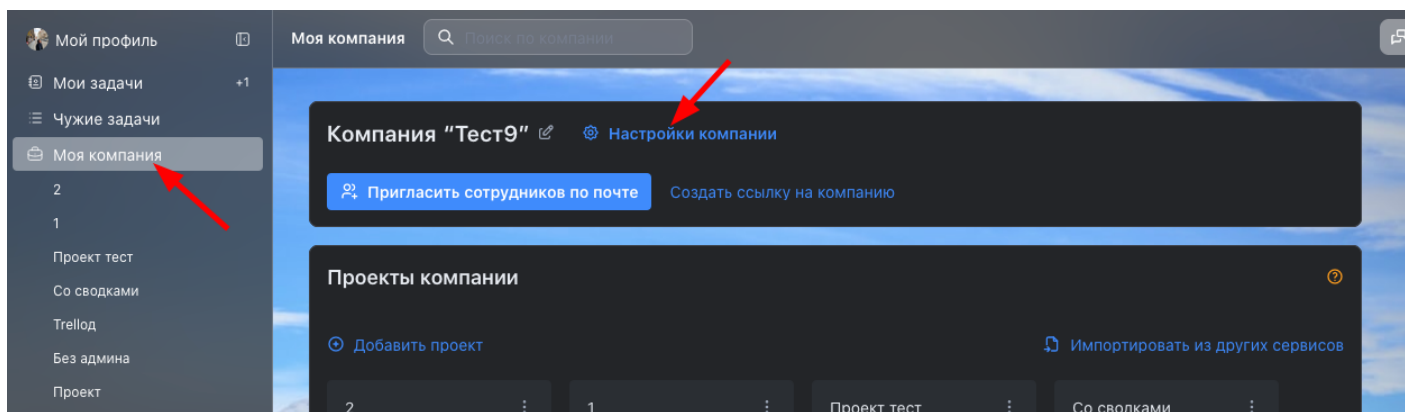 Мой профиль
Мои задачи +1
Чужие задачи
Моя компания
2
1
Проект тест
Со сводками
Trelloд
Без админа
Проект
Моя компания Поиск по компании
Компания “Тест9” Настройки компании
Пригласить сотрудников по почте Создать ссылку на компанию
Проекты компании
Добавить проект Импортировать из других сервисов
2 1 Проект тест Со сводками